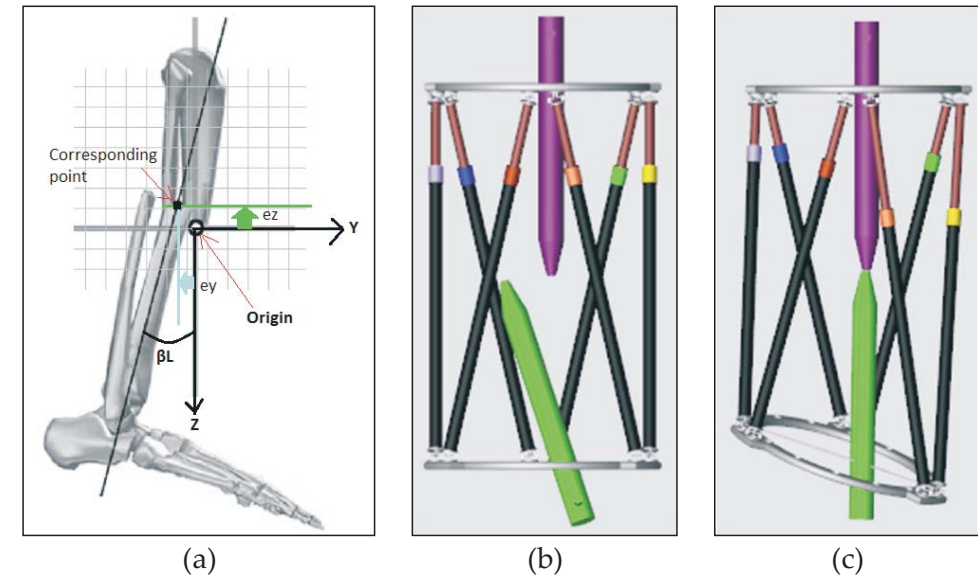 Corresponding
point
ez
Y
ey
Origin
βL
Z
(a)
(b)
(c)